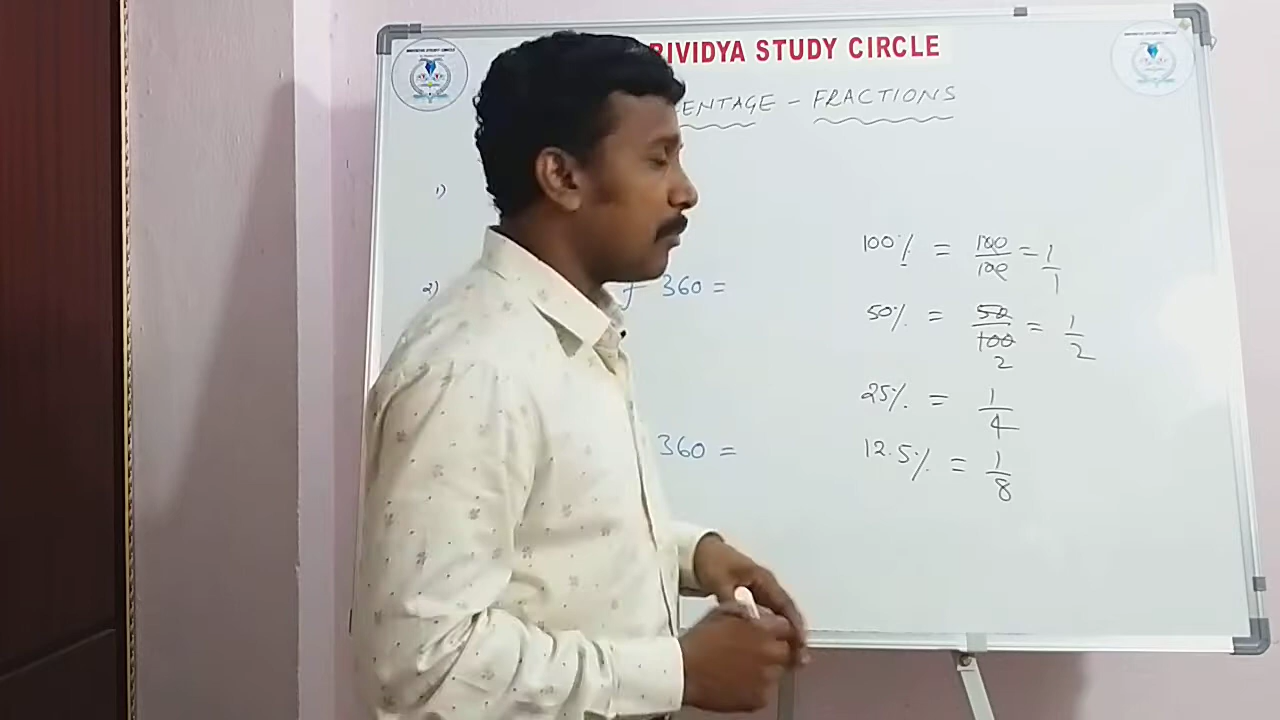 RIVIDYA STUDY CIRCLE
ENTAGE - FRACTIONS
1)
100% = 100/100 = 1/1
2) f 360 =
50% = 50/100 2 = 1/2
25% = 1/4
360 =
12.5% = 1/8